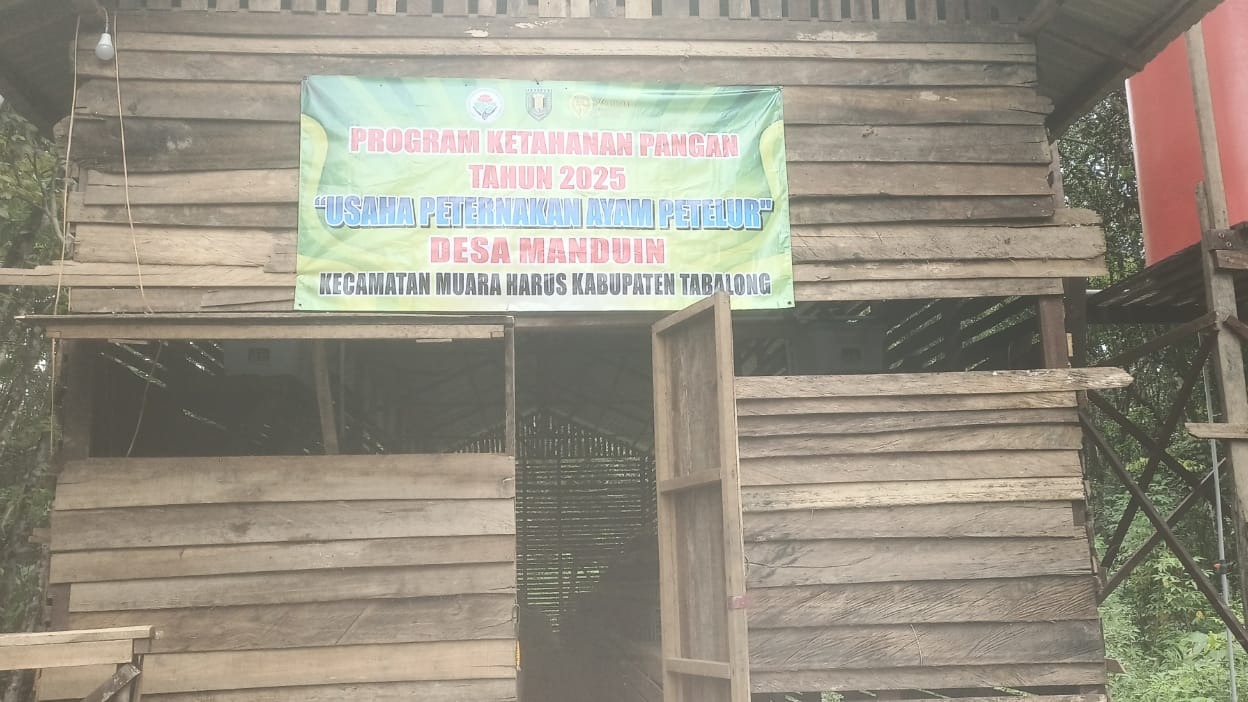 PROGRAM KETAHANAN PANGAN
TAHUN 2025
"USAHA PETERNAKAN AYAM PETELUR"
DESA MANDUIN
KECAMATAN MUARA HARUS KABUPATEN TABALONG